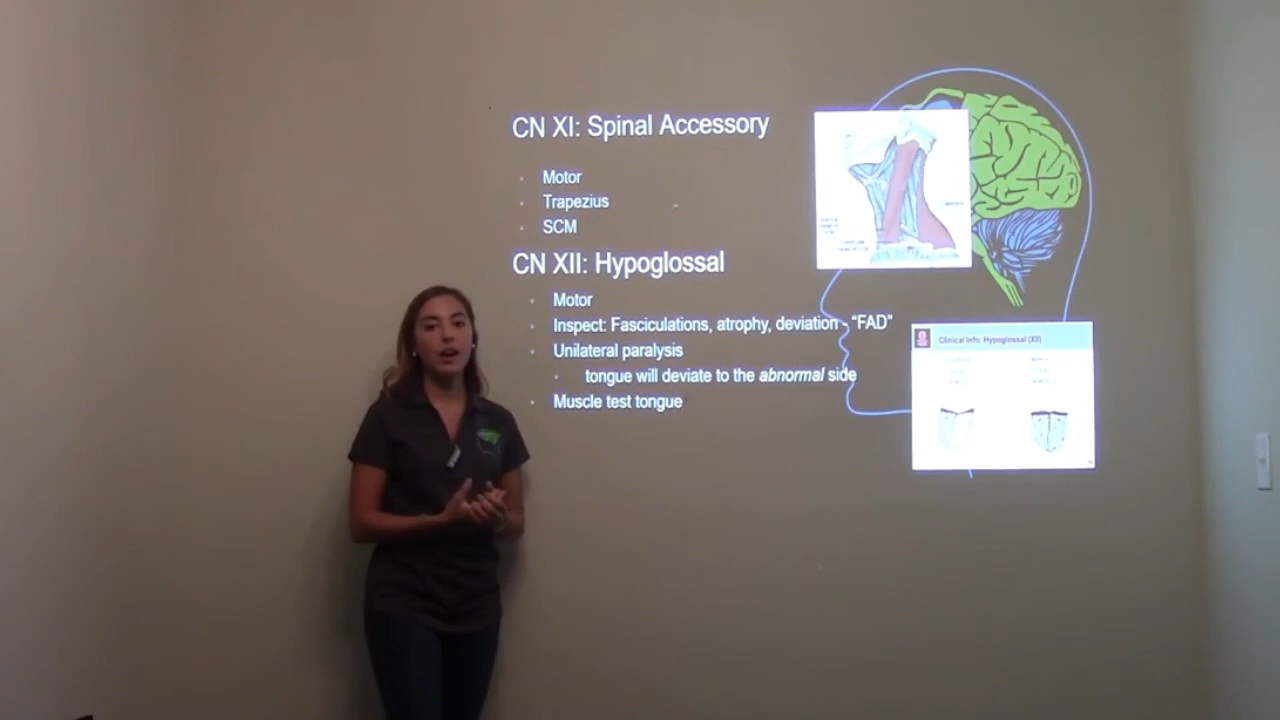 CN XI: Spinal Accessory
Motor
Trapezius
SCM
CN XII: Hypoglossal
Motor
Inspect: Fasciculations, atrophy, deviation - “FAD”
Unilateral paralysis
tongue will deviate to the abnormal side
Muscle test tongue
Clinical Info: Hypoglossal (XII)